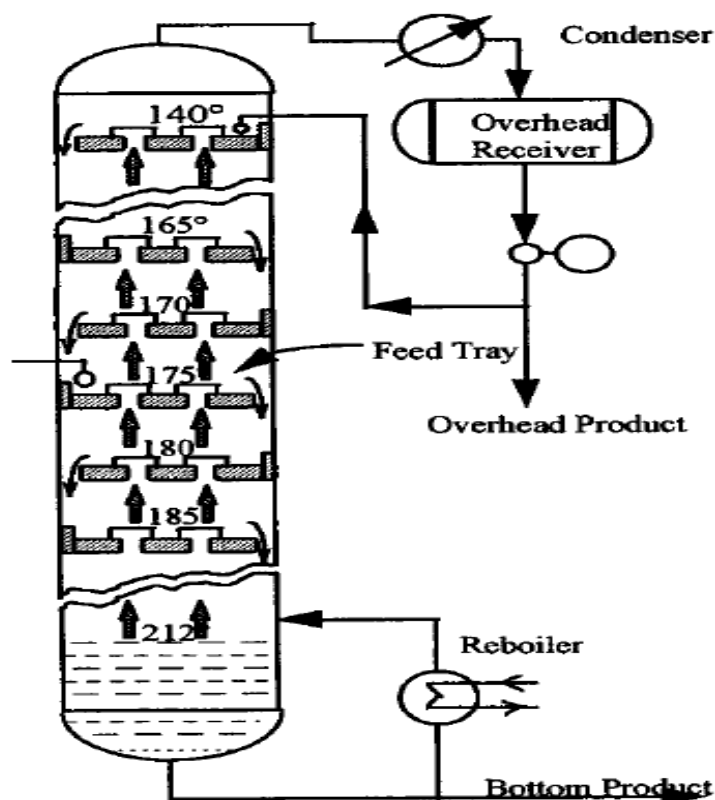 Condenser
140°
Overhead
Receiver
165°
170
Feed Tray
175
Overhead Product
180
185
212
Reboiler
Bottom Product